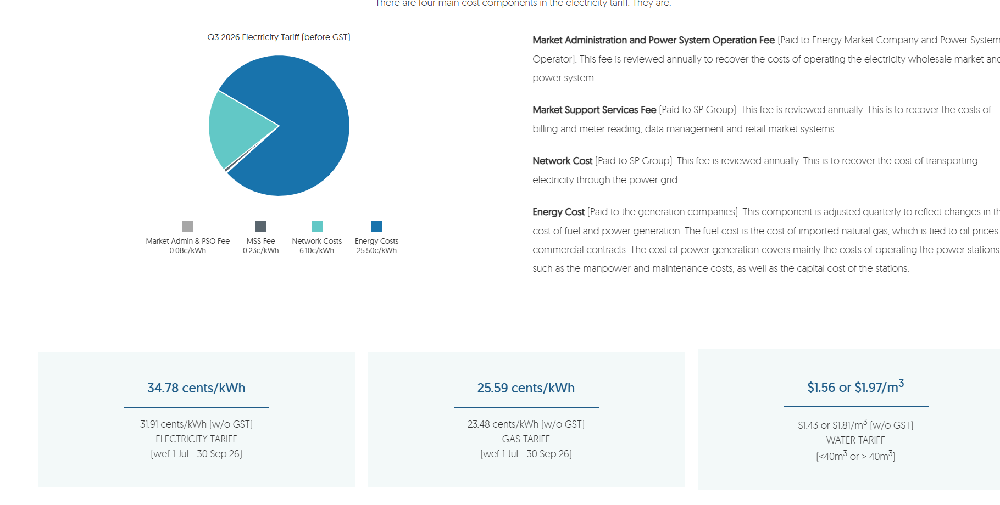 There are four main cost components in the electricity tariff. They are: -
Q3 2026 Electricity Tariff (before GST)
Market Admin & PSO Fee
0.08c/kWh
MSS Fee
0.23c/kWh
Network Costs
6.10c/kWh
Energy Costs
25.50c/kWh
Market Administration and Power System Operation Fee (Paid to Energy Market Company and Power System
Operator). This fee is reviewed annually to recover the costs of operating the electricity wholesale market and
power system.
Market Support Services Fee (Paid to SP Group). This fee is reviewed annually. This is to recover the costs of
billing and meter reading, data management and retail market systems.
Network Cost (Paid to SP Group). This fee is reviewed annually. This is to recover the cost of transporting
electricity through the power grid.
Energy Cost (Paid to the generation companies). This component is adjusted quarterly to reflect changes in
cost of fuel and power generation. The fuel cost is the cost of imported natural gas, which is tied to oil prices
commercial contracts. The cost of power generation covers mainly the costs of operating the power stations
such as the manpower and maintenance costs, as well as the capital cost of the stations.
34.78 cents/kWh
31.91 cents/kWh (w/o GST)
ELECTRICITY TARIFF
(wef 1 Jul - 30 Sep 26)
25.59 cents/kWh
23.48 cents/kWh (w/o GST)
GAS TARIFF
(wef 1 Jul - 30 Sep 26)
$1.56 or $1.97/m³
$1.43 or $1.81/m³ (w/o GST)
WATER TARIFF
(<40m³ or > 40m³)